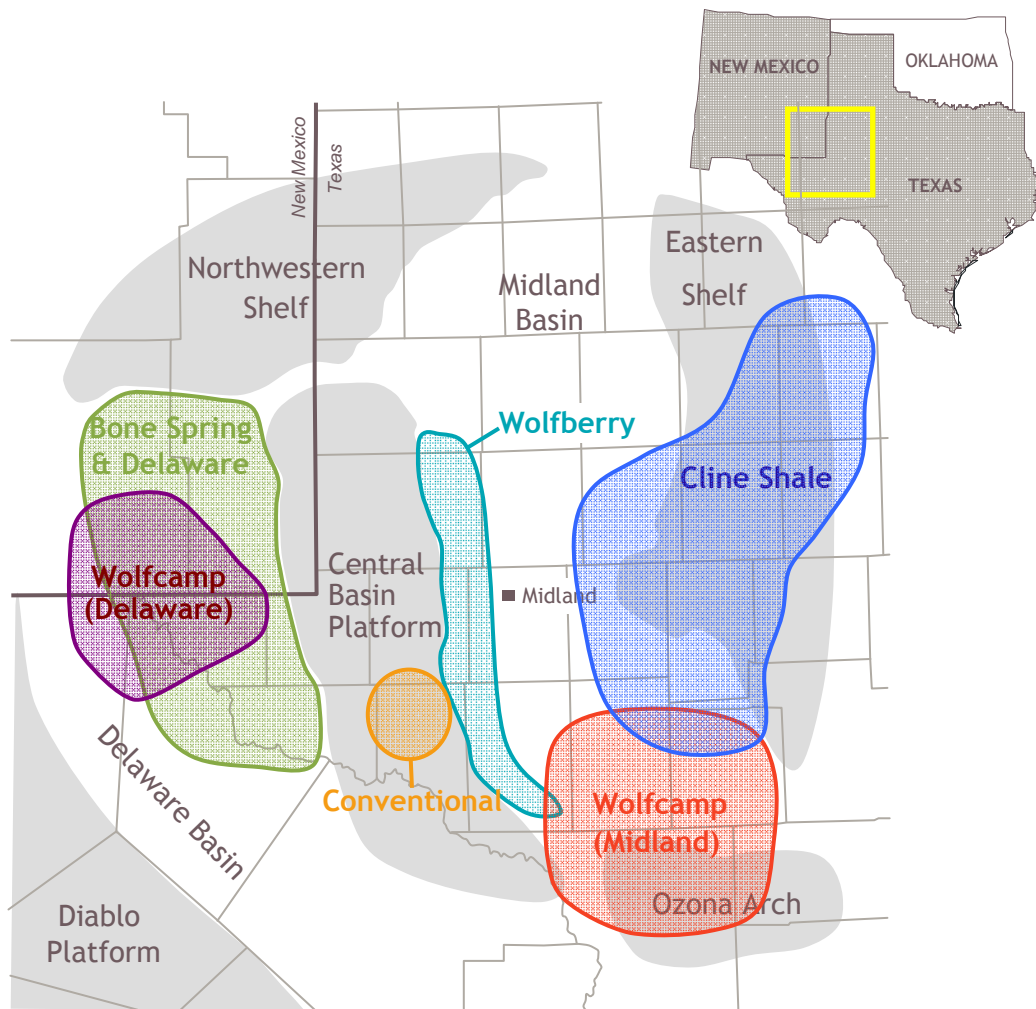 NEW MEXICO
OKLAHOMA
TEXAS
New Mexico
Texas
Northwestern
Shelf
Midland
Basin
Eastern
Shelf
Bone Spring
& Delaware
Wolfberry
Cline Shale
Wolfcamp
(Delaware)
Central
Basin
Platform
Midland
Delaware Basin
Conventional
Wolfcamp
(Midland)
Ozona Arch
Diablo
Platform